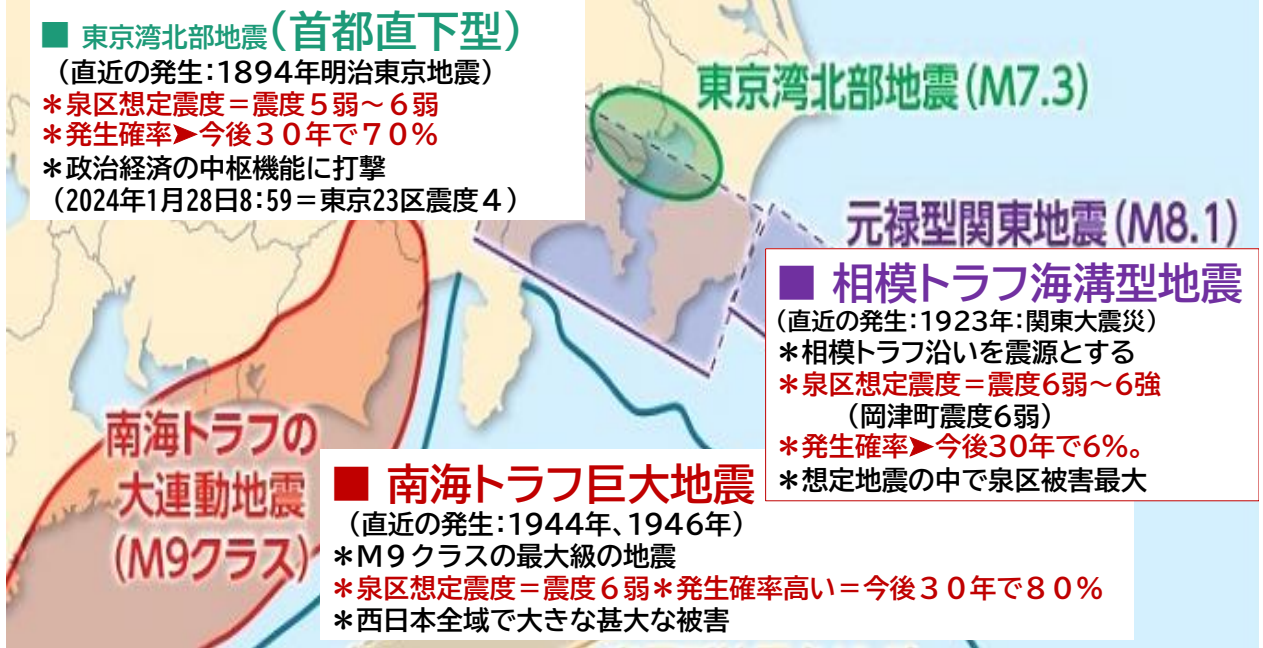 ■ 東京湾北部地震(首都直下型)
(直近の発生：1894年明治東京地震)
＊泉区想定震度＝震度５弱～６弱
＊発生確率➤今後３０年で７０％
＊政治経済の中枢機能に打撃
(2024年1月28日8:59＝東京23区震度４)
東京湾北部地震(M7.3)
元禄型関東地震(M8.1)
■ 相模トラフ海溝型地震
(直近の発生：1923年：関東大震災)
＊相模トラフ沿いを震源とする
＊泉区想定震度＝震度6弱～6強
(岡津町震度6弱)
＊発生確率➤今後30年で6%。
＊想定地震の中で泉区被害最大
南海トラフの
大連動地震
(M9クラス)
■ 南海トラフ巨大地震
(直近の発生：1944年、1946年)
＊M９クラスの最大級の地震
＊泉区想定震度＝震度６弱＊発生確率高い＝今後３０年で８０％
＊西日本全域で大きな甚大な被害